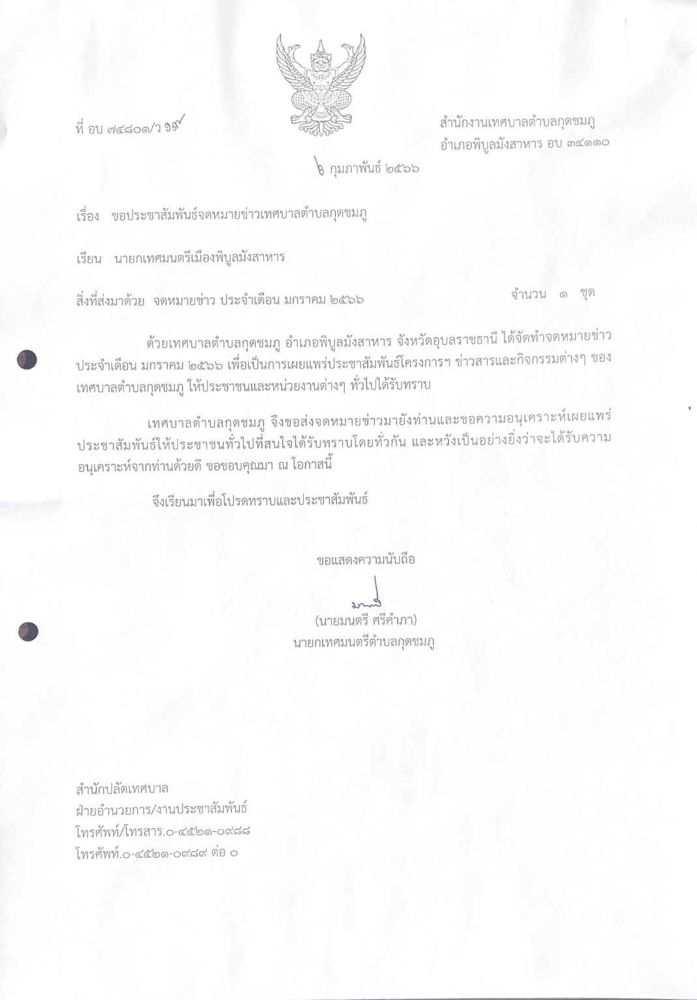 ที่ อบ ๗๔๘๐๑/ว ๑๙
สำนักงานเทศบาลตำบลกุดชมภู
อำเภอพิบูลมังสาหาร อบ ๓๔๑๑๐
๖ กุมภาพันธ์ ๒๕๖๖
เรื่อง ขอประชาสัมพันธ์จดหมายข่าวเทศบาลตำบลกุดชมภู
เรียน นายกเทศมนตรีเมืองพิบูลมังสาหาร
สิ่งที่ส่งมาด้วย จดหมายข่าว ประจำเดือน มกราคม ๒๕๖๖ จำนวน ๑ ชุด
ด้วยเทศบาลตำบลกุดชมภู อำเภอพิบูลมังสาหาร จังหวัดอุบลราชธานี ได้จัดทำจดหมายข่าว
ประจำเดือน มกราคม ๒๕๖๖ เพื่อเป็นการเผยแพร่ประชาสัมพันธ์โครงการฯ ข่าวสารและกิจกรรมต่างๆ ของ
เทศบาลตำบลกุดชมภู ให้ประชาชนและหน่วยงานต่างๆ ทั่วไปได้รับทราบ
เทศบาลตำบลกุดชมภู จึงขอส่งจดหมายข่าวมายังท่านและขอความอนุเคราะห์เผยแพร่
ประชาสัมพันธ์ให้ประชาชนทั่วไปที่สนใจได้รับทราบโดยทั่วกัน และหวังเป็นอย่างยิ่งว่าจะได้รับความ
อนุเคราะห์จากท่านด้วยดี ขอขอบคุณมา ณ โอกาสนี้
จึงเรียนมาเพื่อโปรดทราบและประชาสัมพันธ์
ขอแสดงความนับถือ
(นายมนตรี ศรีคำภา)
นายกเทศมนตรีตำบลกุดชมภู
สำนักปลัดเทศบาล
ฝ่ายอำนวยการ/งานประชาสัมพันธ์
โทรศัพท์/โทรสาร.๐-๔๕๒๑-๐๙๘๘
โทรศัพท์.๐-๔๕๒๑-๐๙๘๙ ต่อ ๐